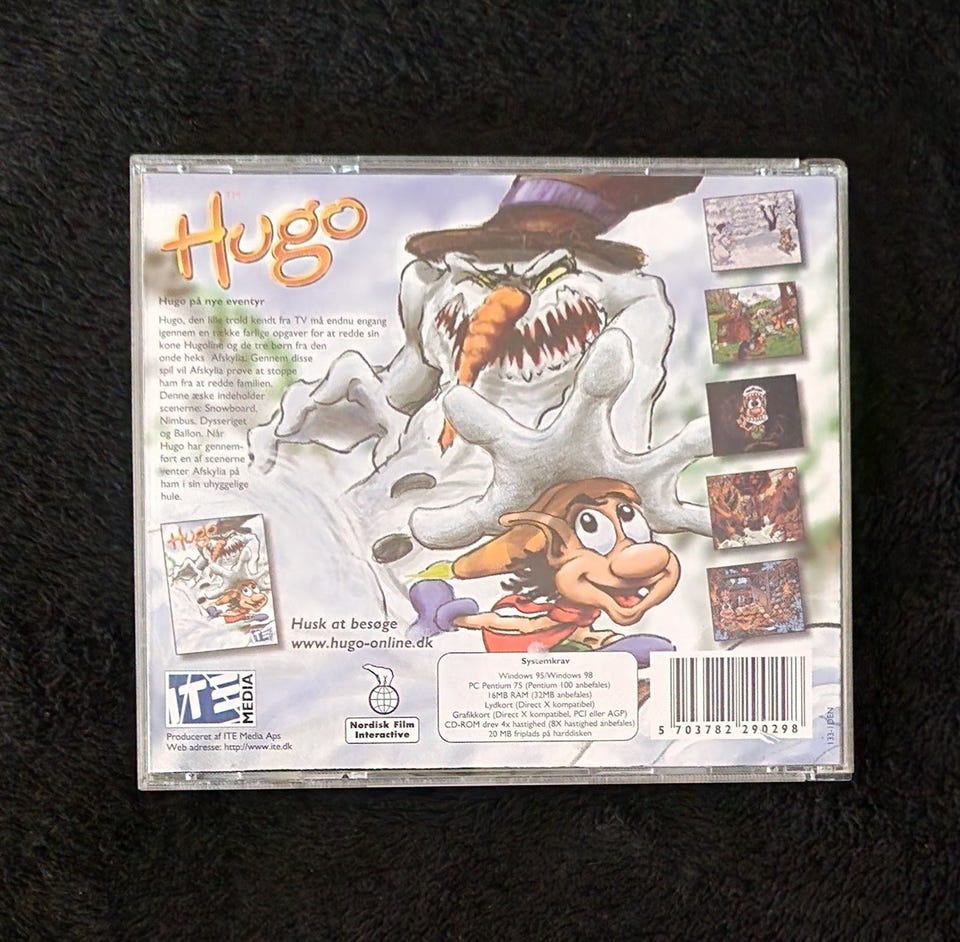 Hugo™
Hugo på nye eventyr
Hugo, den lille trold kendt fra TV må endnu engang
igennem en række farlige opgaver for at redde sin
kone Hugoline og de tre børn fra den
onde heks Afskylia. Gennem disse
spil vil Afskylia prøve at stoppe
ham fra at redde familien.
Denne æske indeholder
scenerne: Snowboard,
Nimbus, Dysseriget
og Ballon. Når
Hugo har gennem-
ført en af scenerne
venter Afskylia på
ham i sin uhyggelige
hule.
Hugo
ITE
Husk at besøge
www.hugo-online.dk
ITE MEDIA
Produceret af ITE Media Aps
Web adresse: http://www.ite.dk
Nordisk Film
Interactive
Systemkrav
Windows 95/Windows 98
PC Pentium 75 (Pentium 100 anbefales)
16MB RAM (32MB anbefales)
Lydkort (Direct X kompatibel)
Grafikkort (Direct X kompatibel, PCI eller AGP)
CD-ROM drev 4x hastighed (8X hastighed anbefales)
20 MB friplads på harddisken
5 703782 290298
133-1DEN